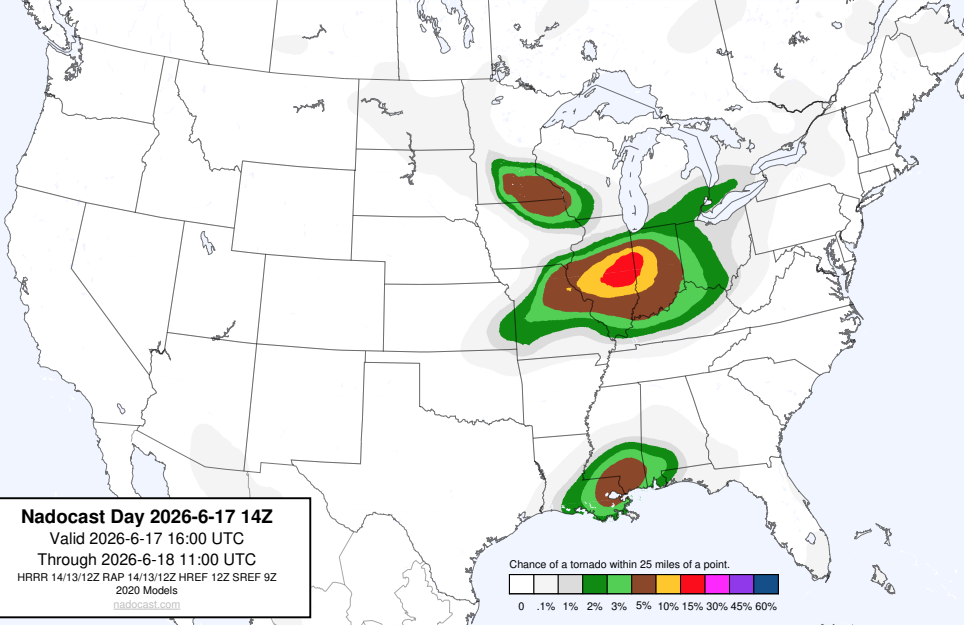 Nadocast Day 2026-6-17 14Z
Valid 2026-6-17 16:00 UTC
Through 2026-6-18 11:00 UTC
HRRR 14/13/12Z RAP 14/13/12Z HREF 12Z SREF 9Z
2020 Models
nadocast.com
Chance of a tornado within 25 miles of a point.
0 .1% 1% 2% 3% 5% 10% 15% 30% 45% 60%